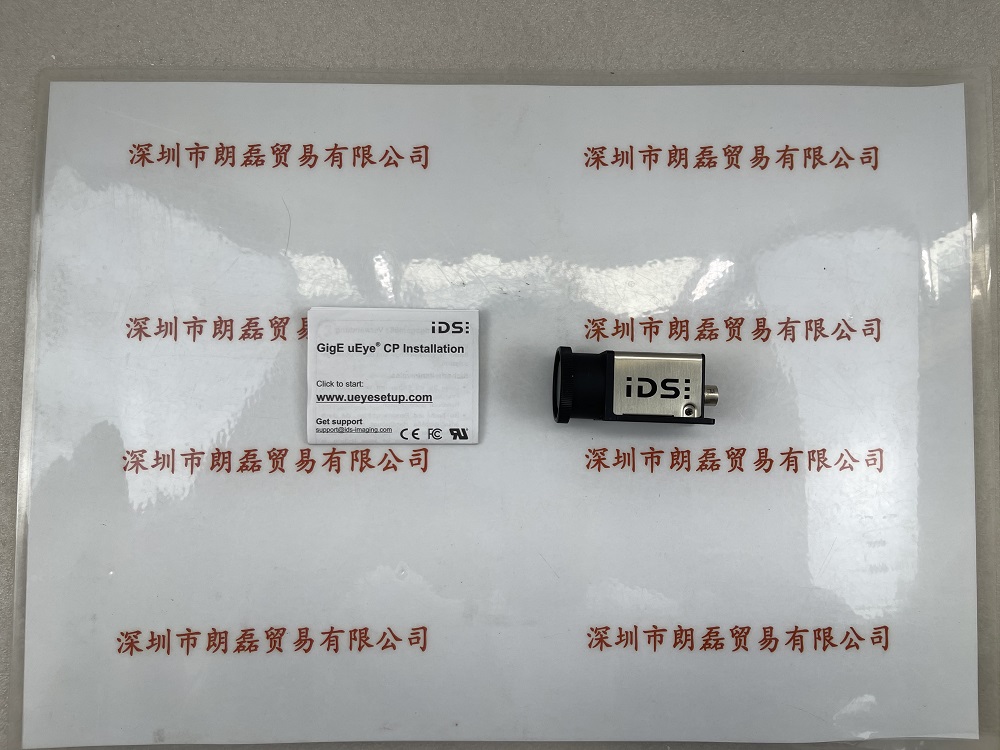 深圳市朗磊贸易有限公司
深圳市朗磊贸易有限公司
深圳市朗磊贸
深圳市朗磊贸易有限公司
iDS
GigE uEye® CP Installation
Click to start:
www.ueyesetup.com
Get support
support@ids-imaging.com
CE FC UR
iDS
深圳市朗磊贸易有限公司
深圳市朗磊贸易有限公司
深圳市朗磊贸易有限公司
深圳市朗磊贸易有限公司